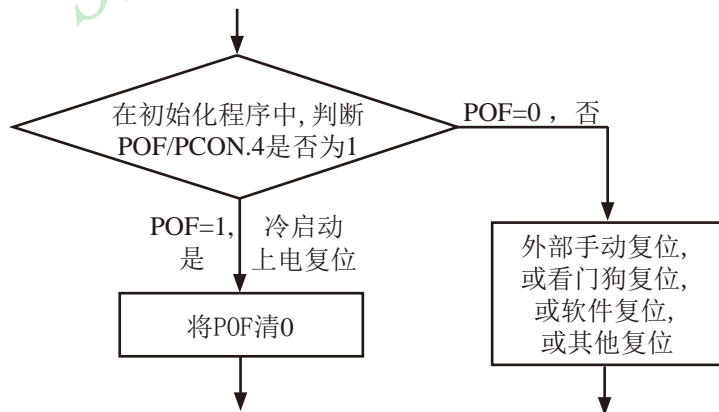 在初始化程序中, 判断
POF/PCON.4是否为1
POF=0 ，否
POF=1,
是
冷启动
上电复位
将POF清0
外部手动复位,
或看门狗复位,
或软件复位,
或其他复位